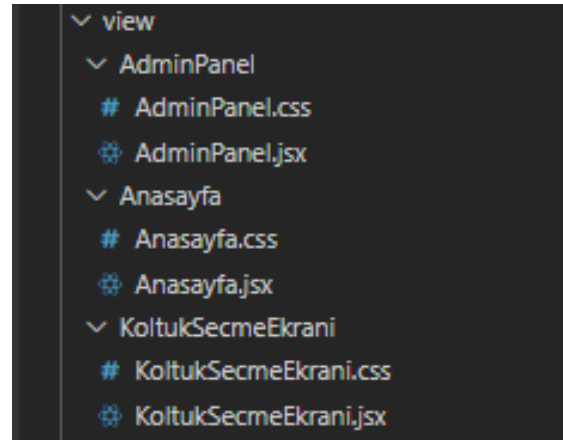 view
AdminPanel
# AdminPanel.css
AdminPanel.jsx
Anasayfa
# Anasayfa.css
Anasayfa.jsx
KoltukSecmeEkrani
# KoltukSecmeEkrani.css
KoltukSecmeEkrani.jsx